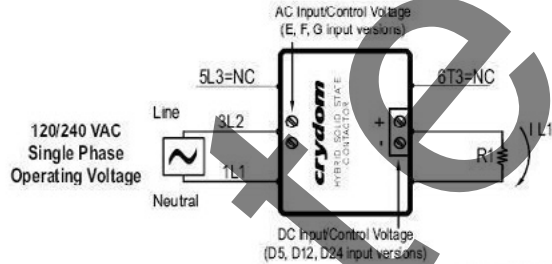 AC Input/Control Voltage
(E, F, G input versions)
5L3=NC
6T3=NC
Line
3L2
120/240 VAC
Single Phase
Operating Voltage
1L1
Neutral
crydom
HYBRID SOLID STATE
CONTACTOR
+
-
R1
IL1
DC Input/Control Voltage
(D5, D12, D24 input versions)